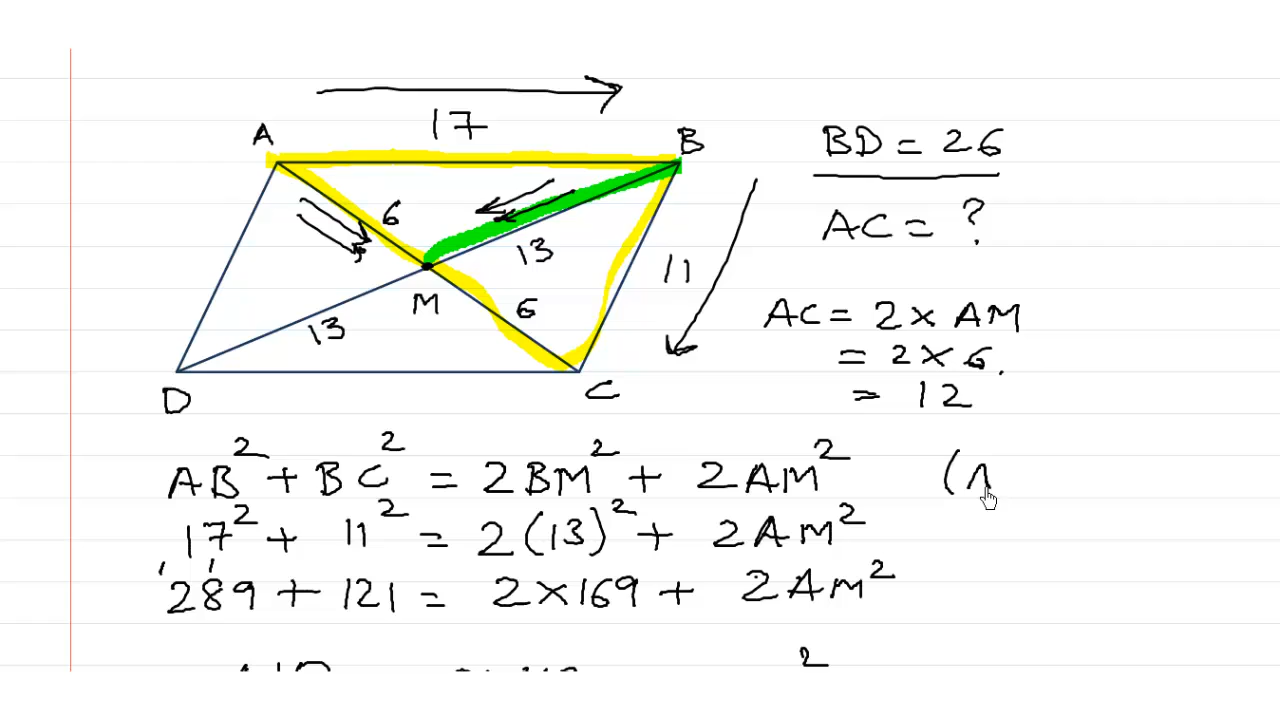 17
A
B
BD = 26
6
AC = ?
13
11
M
6
13
AC = 2 × AM
= 2 × 6.
= 12
D
C
AB² + BC² = 2BM² + 2AM² (
17² + 11² = 2(13)² + 2AM²
289 + 121 = 2×169 + 2AM²
2